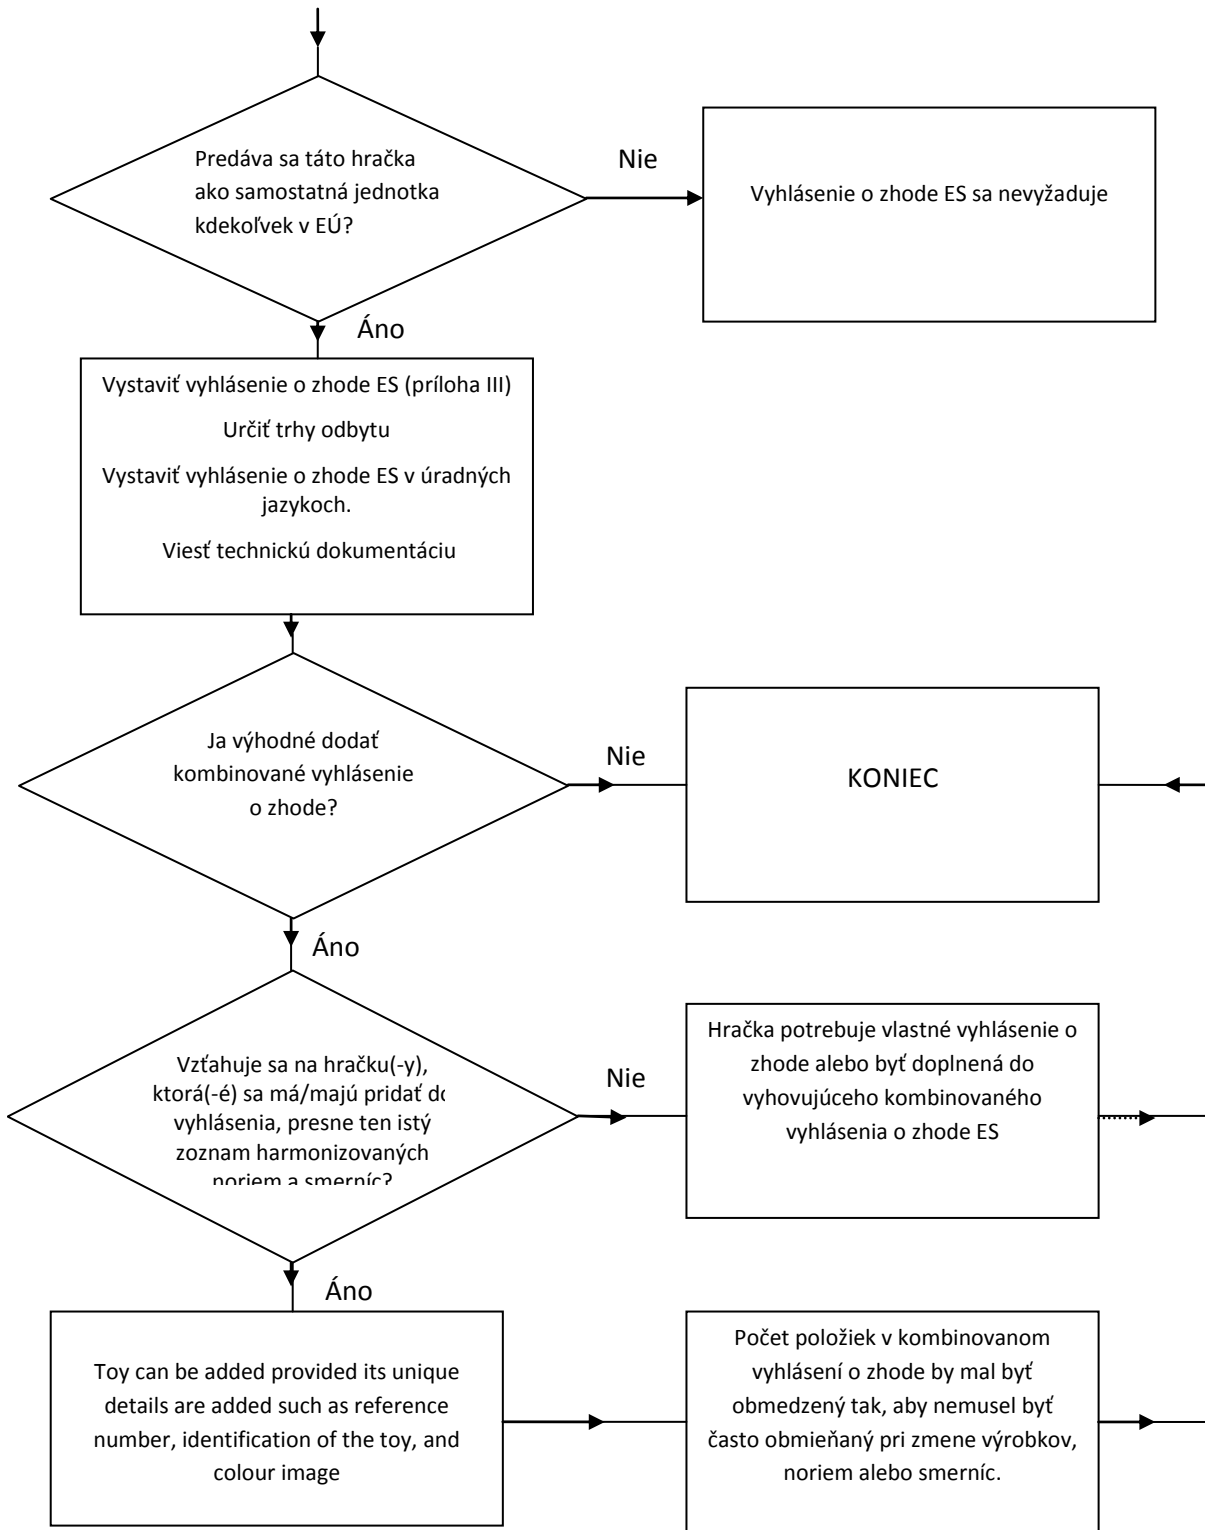 Predáva sa táto hračka
ako samostatná jednotka
kdekoľvek v EÚ?
Nie
Vyhlásenie o zhode ES sa nevyžaduje
Áno
Vystaviť vyhlásenie o zhode ES (príloha III)
Určiť trhy odbytu
Vystaviť vyhlásenie o zhode ES v úradných
jazykoch.
Viesť technickú dokumentáciu
Ja výhodné dodať
kombinované vyhlásenie
o zhode?
Nie
KONIEC
Áno
Vzťahuje sa na hračku(-y),
ktorá(-é) sa má/majú pridať do
vyhlásenia, presne ten istý
zoznam harmonizovaných
noriem a smerníc?
Nie
Hračka potrebuje vlastné vyhlásenie o
zhode alebo byť doplnená do
vyhovujúceho kombinovaného
vyhlásenia o zhode ES
Áno
Toy can be added provided its unique
details are added such as reference
number, identification of the toy, and
colour image
Počet položiek v kombinovanom
vyhlásení o zhode by mal byť
obmedzený tak, aby nemusel byť
často obmieňaný pri zmene výrobkov,
noriem alebo smerníc.